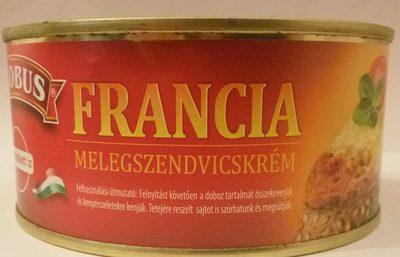 OBUS®
FRANCIA
MELEGSZENDVICSKRÉM
Felhasználási útmutató: Felnyitást követően a doboz tartalmát összekeverjük
és kenyérszeletekre kenjük. Tetejére reszelt sajtot is szórhatunk és megsütjük.